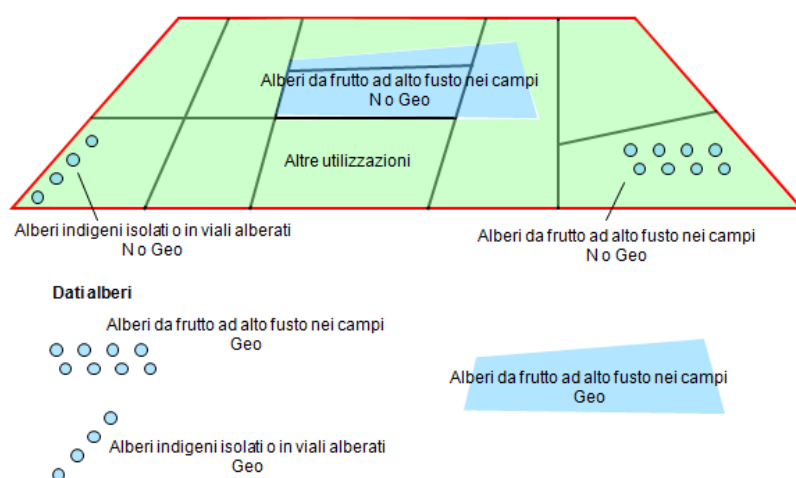 Alberi da frutto ad alto fusto nei campi
N o Geo
Altre utilizzazioni
Alberi indigeni isolati o in viali alberati
N o Geo
Alberi da frutto ad alto fusto nei campi
N o Geo
Dati alberi
Alberi da frutto ad alto fusto nei campi
Geo
Alberi da frutto ad alto fusto nei campi
Geo
Alberi indigeni isolati o in viali alberati
Geo